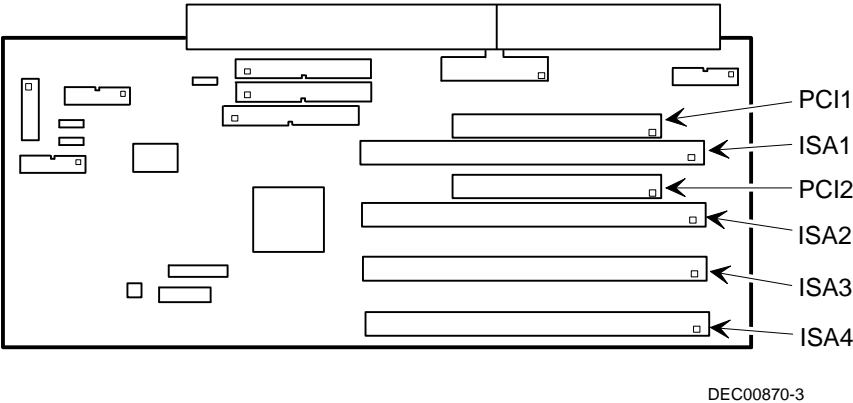 PCI1
ISA1
PCI2
ISA2
ISA3
ISA4
DEC00870-3